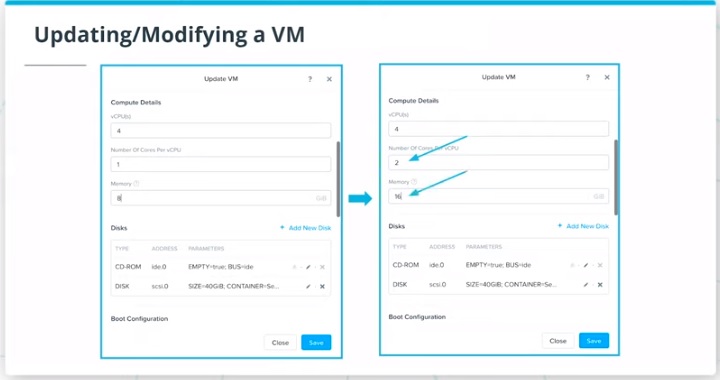 Updating/Modifying a VM
Update VM ? ×
Compute Details
vCPU(s)
4
Number Of Cores Per vCPU
1
Memory ?
8 GiB
Disks + Add New Disk
TYPE ADDRESS PARAMETERS
CD-ROM ide.0 EMPTY=true; BUS=ide
DISK scsi.0 SIZE=40GiB; CONTAINER=Se...
Boot Configuration
Close Save
Update VM ? ×
Compute Details
vCPU(s)
4
Number Of Cores Per vCPU
2
Memory ?
16 GiB
Disks + Add New Disk
TYPE ADDRESS PARAMETERS
CD-ROM ide.0 EMPTY=true; BUS=ide
DISK scsi.0 SIZE=40GiB; CONTAINER=Se...
Boot Configuration
Close Save